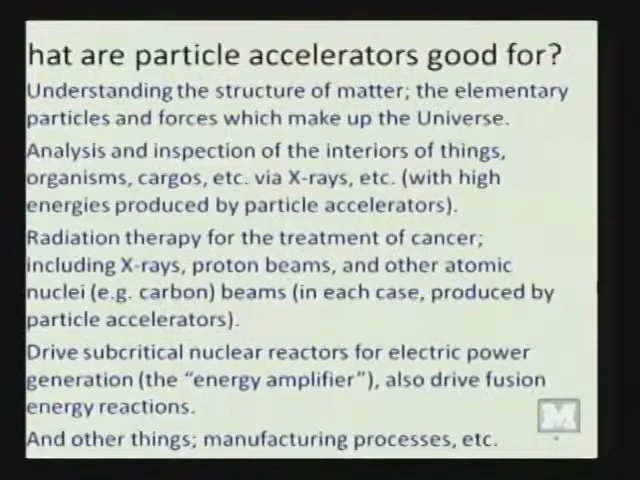 hat are particle accelerators good for?
Understanding the structure of matter; the elementary
particles and forces which make up the Universe.
Analysis and inspection of the interiors of things,
organisms, cargos, etc. via X-rays, etc. (with high
energies produced by particle accelerators).
Radiation therapy for the treatment of cancer;
including X-rays, proton beams, and other atomic
nuclei (e.g. carbon) beams (in each case, produced by
particle accelerators).
Drive subcritical nuclear reactors for electric power
generation (the “energy amplifier”), also drive fusion
energy reactions.
And other things; manufacturing processes, etc.
M